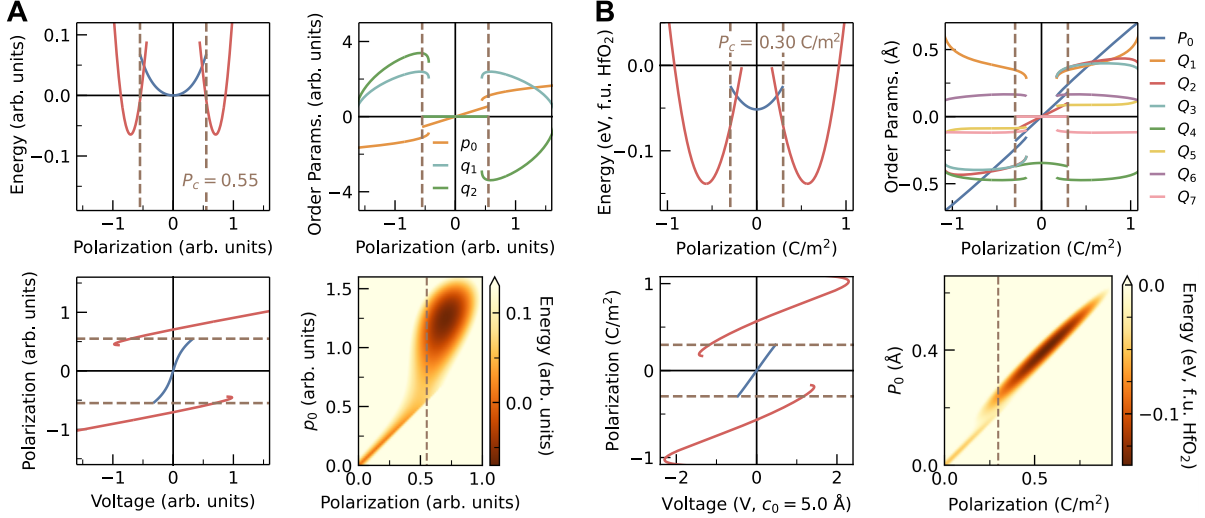 A
Energy (arb. units)
0.1
0.0
−0.1
−1
0
1
Polarization (arb. units)
P_c = 0.55
Order Params. (arb. units)
4
0
−4
−1
0
1
Polarization (arb. units)
p_0
q_1
q_2
Polarization (arb. units)
1
0
−1
−1
0
1
Voltage (arb. units)
p_0 (arb. units)
1.5
1.0
0.5
0.0
0.0
0.5
1.0
Polarization (arb. units)
0.1
0.0
Energy (arb. units)
B
Energy (eV, f.u. HfO_2)
0.0
−0.1
−1
0
1
Polarization (C/m^2)
P_c = 0.30 C/m^2
Order Params. (Å)
0.5
0.0
−0.5
−1
0
1
Polarization (C/m^2)
P_0
Q_1
Q_2
Q_3
Q_4
Q_5
Q_6
Q_7
Polarization (C/m^2)
1
0
−1
−2
0
2
Voltage (V, c_0 = 5.0 Å)
P_0 (Å)
0.4
0.0
0.0
0.5
Polarization (C/m^2)
0.0
−0.1
Energy (eV, f.u. HfO_2)